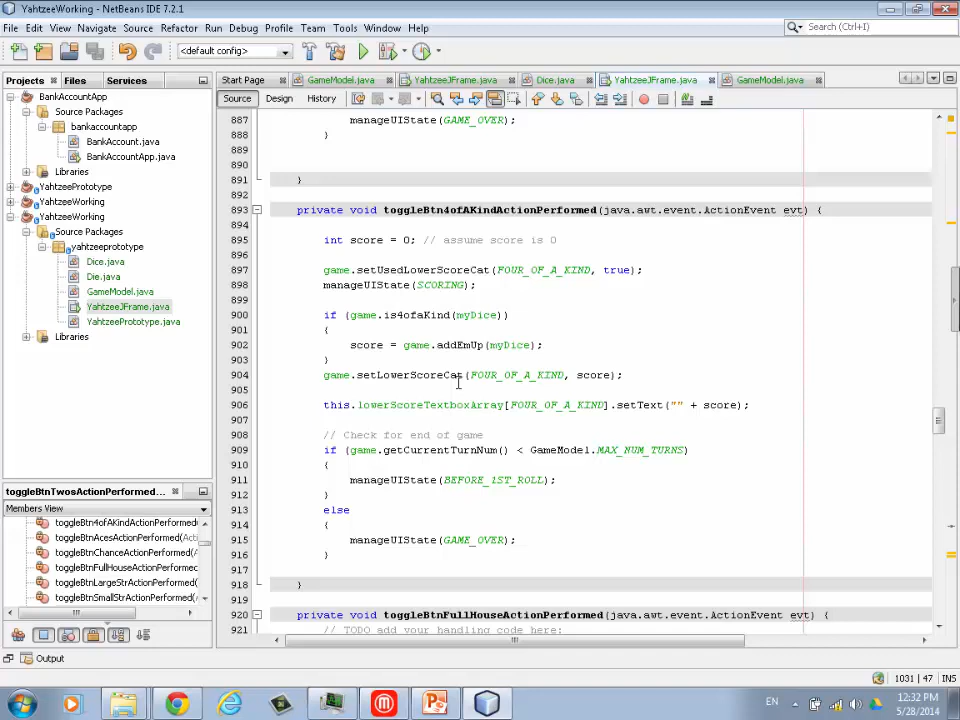 YahtzeeWorking - NetBeans IDE 7.2.1
File Edit View Navigate Source Refactor Run Debug Profile Team Tools Window Help
Search (Ctrl+I)
<default config>
Projects Files Services
Start Page GameModel.java YahtzeeJFrame.java Dice.java YahtzeeJFrame.java GameModel.java
Source Design History
BankAccountApp
Source Packages
bankaccountapp
BankAccount.java
BankAccountApp.java
Libraries
YahtzeePrototype
YahtzeeWorking
YahtzeeWorking
Source Packages
yahtzeeprototype
Dice.java
Die.java
GameModel.java
YahtzeeJFrame.java
YahtzeePrototype.java
Libraries
887 manageUIState(GAME_OVER);
888 }
889
890
891 }
892
893 private void toggleBtn4ofAKindActionPerformed(java.awt.event.ActionEvent evt) {
894
895 int score = 0; // assume score is 0
896
897 game.setUsedLowerScoreCat(FOUR_OF_A_KIND, true);
898 manageUIState(SCORING);
899
900 if (game.is4ofaKind(myDice))
901 {
902 score = game.addEmUp(myDice);
903 }
904 game.setLowerScoreCat(FOUR_OF_A_KIND, score);
905
906 this.lowerScoreTextboxArray[FOUR_OF_A_KIND].setText("" + score);
907
908 // Check for end of game
909 if (game.getCurrentTurnNum() < GameModel.MAX_NUM_TURNS)
910 {
911 manageUIState(BEFORE_1ST_ROLL);
912 }
913 else
914 {
915 manageUIState(GAME_OVER);
916 }
917
918 }
919
920 private void toggleBtnFullHouseActionPerformed(java.awt.event.ActionEvent evt) {
921 // TODO add your handling code here:
toggleBtnTwosActionPerformed...
Members View
toggleBtn4ofAKindActionPerformed(
toggleBtnAcesActionPerformed(Act
toggleBtnChanceActionPerformed(A
toggleBtnFullHouseActionPerformed
toggleBtnLargeStrActionPerformed(
toggleBtnSmallStrActionPerformed(
Output
1031 | 47 INS
EN
12:32 PM
5/28/2014